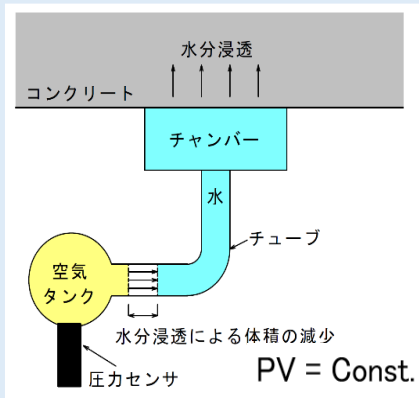 水分浸透
コンクリート
チャンバー
水
チューブ
空気
タンク
水分浸透による体積の減少
圧力センサ
PV = Const.